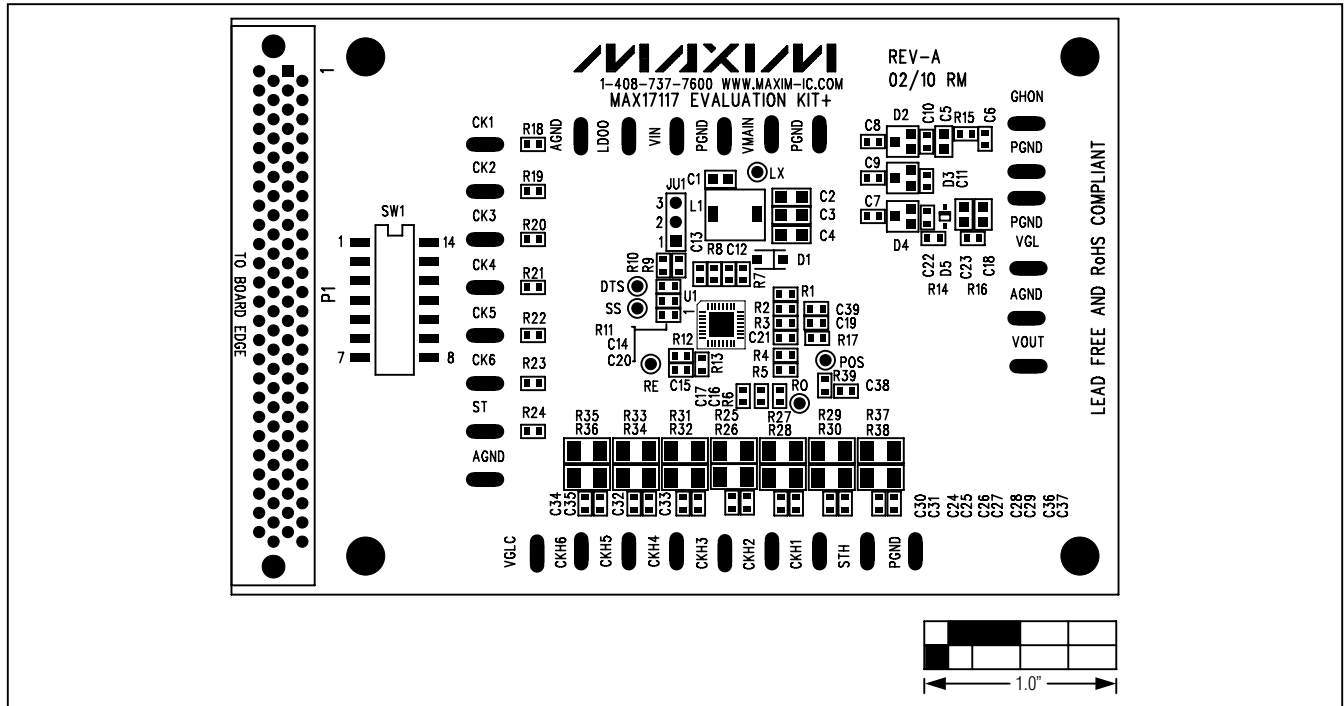 MAXIM
1-408-737-7600 WWW.MAXIM-IC.COM
MAX17117 EVALUATION KIT+
REV-A
02/10 RM
1
P1
TO BOARD EDGE
SW1
1
14
7
8
CK1
CK2
CK3
CK4
CK5
CK6
ST
AGND
R18
R19
R20
R21
R22
R23
R24
AGND
LDOO
VIN
PGND
VMAIN
PGND
C1
LX
JU1
3
2
1
L1
C13
C2
C3
C4
R10
R9
R8
C12
R7
D1
DTS
SS
U1
1
R11
C14
C20
RE
R12
C15
R13
R1
R2
R3
C21
R4
R5
C39
C19
R17
POS
R39
C38
C17
C16
R6
RO
C8
D2
C10
C5
R15
C6
C9
D3
C11
C7
D4
C22
R14
D5
C23
R16
C18
GHON
PGND
PGND
VGL
AGND
VOUT
LEAD FREE AND RoHS COMPLIANT
R35
R36
R33
R34
R31
R32
R25
R26
R27
R28
R29
R30
R37
R38
C34
C35
C32
C33
C30
C31
C24
C25
C26
C27
C28
C29
C36
C37
VGLC
CKH6
CKH5
CKH4
CKH3
CKH2
CKH1
STH
PGND
1.0"